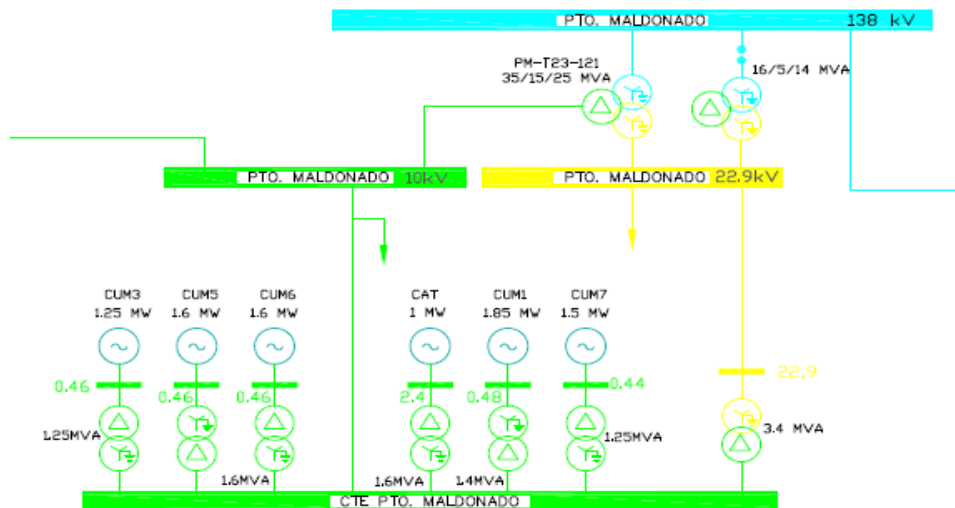 PTO. MALDONADO 138 kV
PM-T23-121
35/15/25 MVA
16/5/14 MVA
PTO. MALDONADO 10kV
PTO. MALDONADO 22.9kV
CUM3 CUM5 CUM6 CAT CUM1 CUM7
1.25 MW 1.6 MW 1.6 MW 1 MW 1.85 MW 1.5 MW
0.46 0.46 0.46 2.4 0.48 0.44 22,9
1.25MVA 1.25MVA 3.4 MVA
1.6MVA 1.6MVA 1.4MVA
CTE PTO. MALDONADO